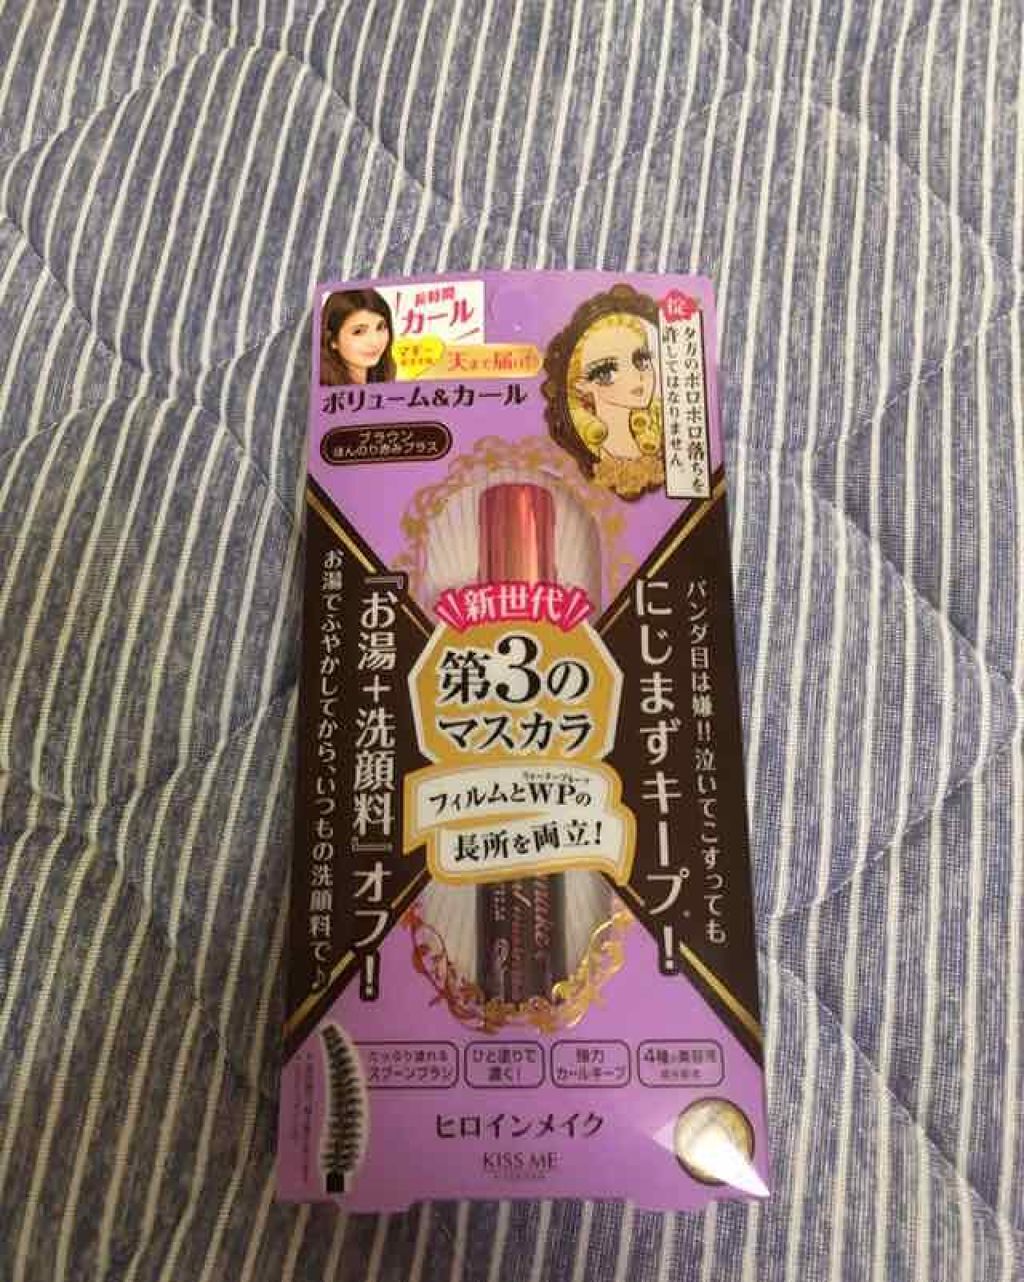 長時間
カール
天まで届け!!
ボリューム&カール
ブラウン
ほんのり赤みプラス
掟
夕方のボロボロ落ちを
許してはなりません。
パンダ目は嫌!! 泣いてこすっても
にじまずキープ!
新世代
第3の
マスカラ
ウォータープルーフ
フィルムとWPの
長所を両立!
『お湯+洗顔料』オフ!
お湯でふやかしてから、いつもの洗顔料で♪
たっぷり塗れる
スプーンブラシ
ひと塗りで
濃く!
強力
カールキープ
4種の美容液
ヒロインメイク
KISS ME